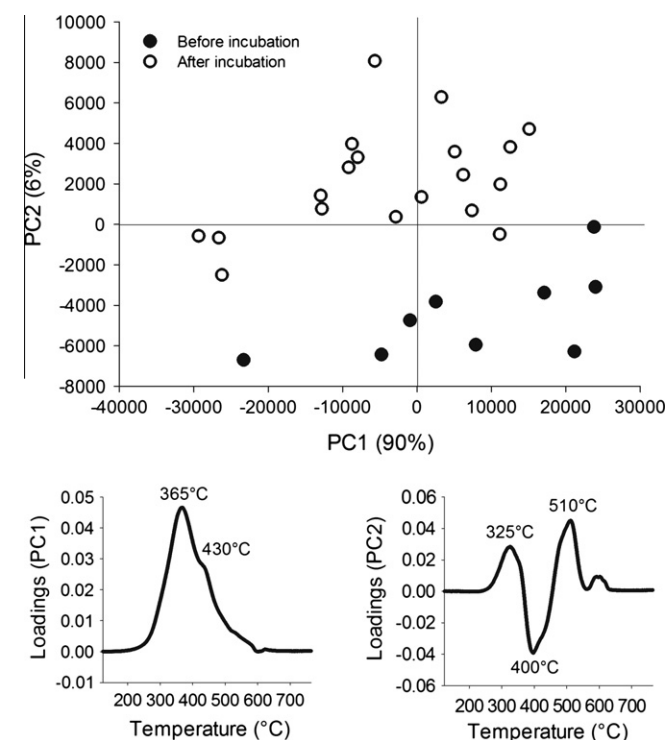 10000
8000
6000
4000
2000
0
-2000
-4000
-6000
-8000
PC2 (6%)
Before incubation
After incubation
-40000 -30000 -20000 -10000 0 10000 20000 30000
PC1 (90%)
0.05
0.04
0.03
0.02
0.01
0.00
-0.01
Loadings (PC1)
365°C
430°C
200 300 400 500 600 700
Temperature (°C)
0.06
0.04
0.02
0.00
-0.02
-0.04
-0.06
Loadings (PC2)
510°C
325°C
400°C
200 300 400 500 600 700
Temperature (°C)